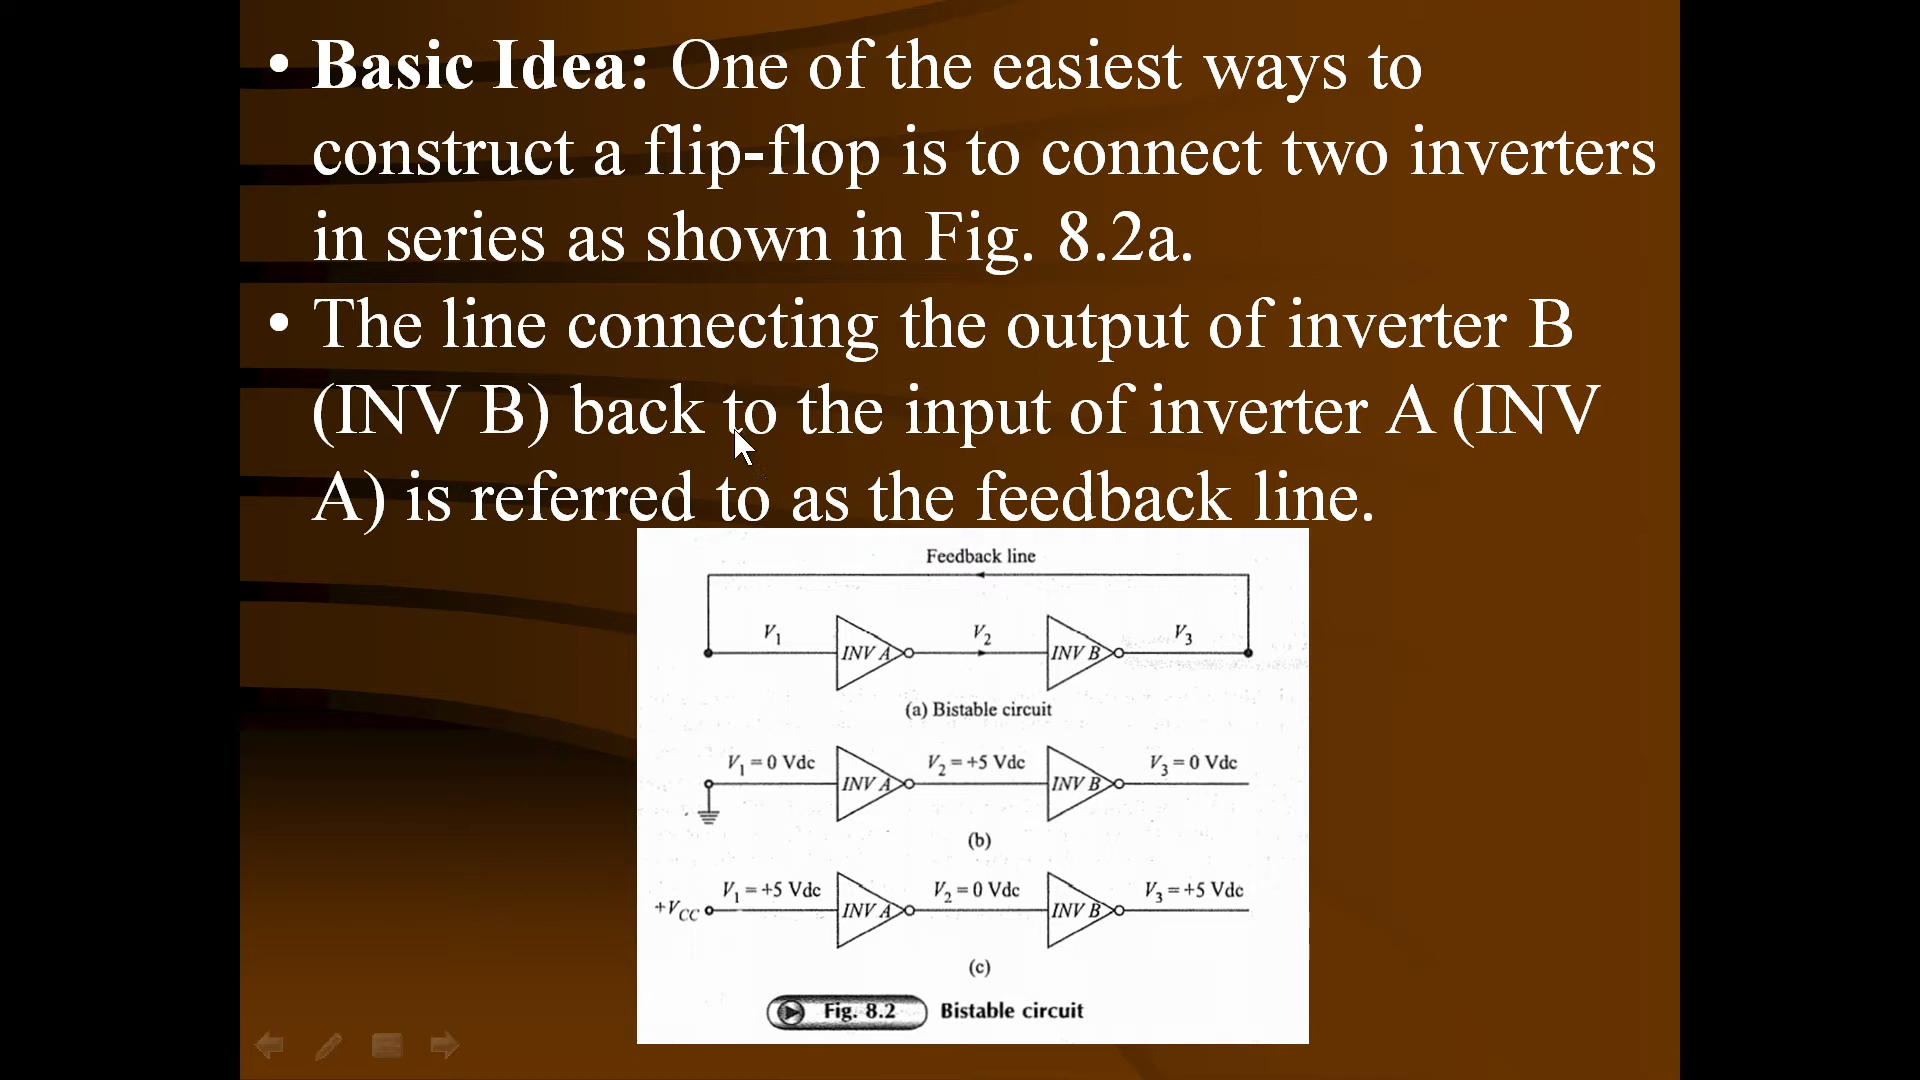 • Basic Idea: One of the easiest ways to
construct a flip-flop is to connect two inverters
in series as shown in Fig. 8.2a.
• The line connecting the output of inverter B
(INV B) back to the input of inverter A (INV
A) is referred to as the feedback line.
Feedback line
V1 V2 V3
INV A INV B
(a) Bistable circuit
V1 = 0 Vdc V2 = +5 Vdc V3 = 0 Vdc
INV A INV B
(b)
V1 = +5 Vdc V2 = 0 Vdc V3 = +5 Vdc
+VCC INV A INV B
(c)
Fig. 8.2 Bistable circuit